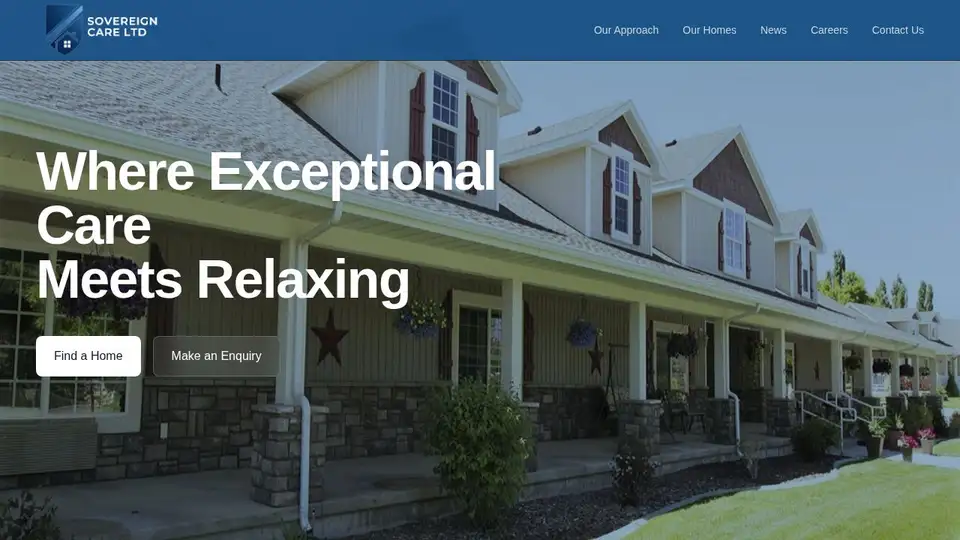 SOVEREIGN
CARE LTD
Our Approach
Our Homes
News
Careers
Contact Us
Where Exceptional
Care
Meets Relaxing
Find a Home
Make an Enquiry